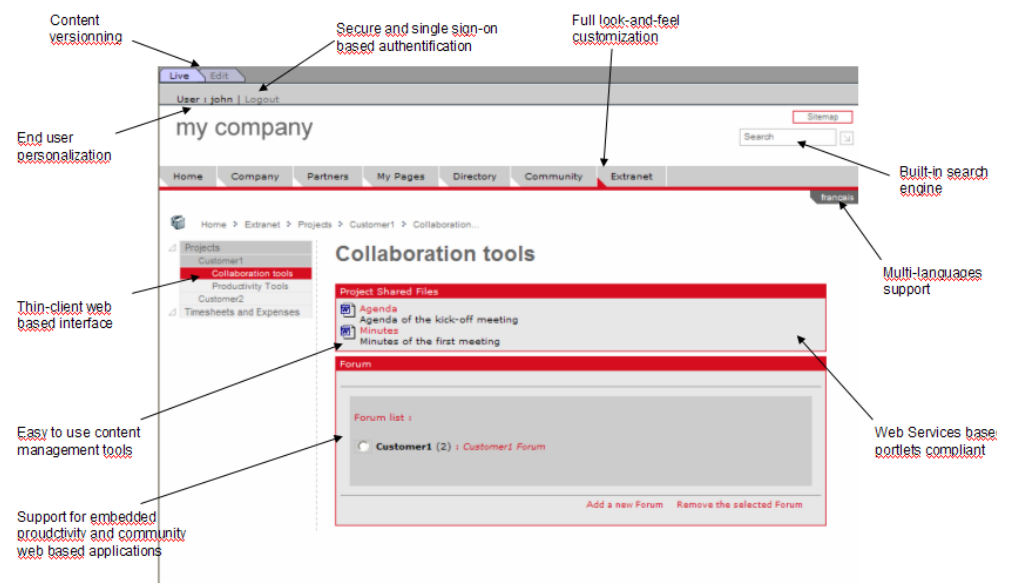 Content
versionning
Secure and single sign-on
based authentification
Full look-and-feel
customization
Live Edit
User : john | Logout
my company
Sitemap
Search
End user
personalization
Built-in search
engine
Home Company Partners My Pages Directory Community Extranet
francais
Home > Extranet > Projects > Customer1 > Collaboration...
Projects
Customer1
Collaboration tools
Productivity Tools
Customer2
Timesheets and Expenses
Collaboration tools
Multi-languages
support
Thin-client web
based interface
Project Shared Files
Agenda
Agenda of the kick-off meeting
Minutes
Minutes of the first meeting
Forum
Forum list :
Customer1 (2) : Customer1 Forum
Easy to use content
management tools
Web Services base
portlets compliant
Add a new Forum Remove the selected Forum
Support for embedded
proudctivity and community
web based applications